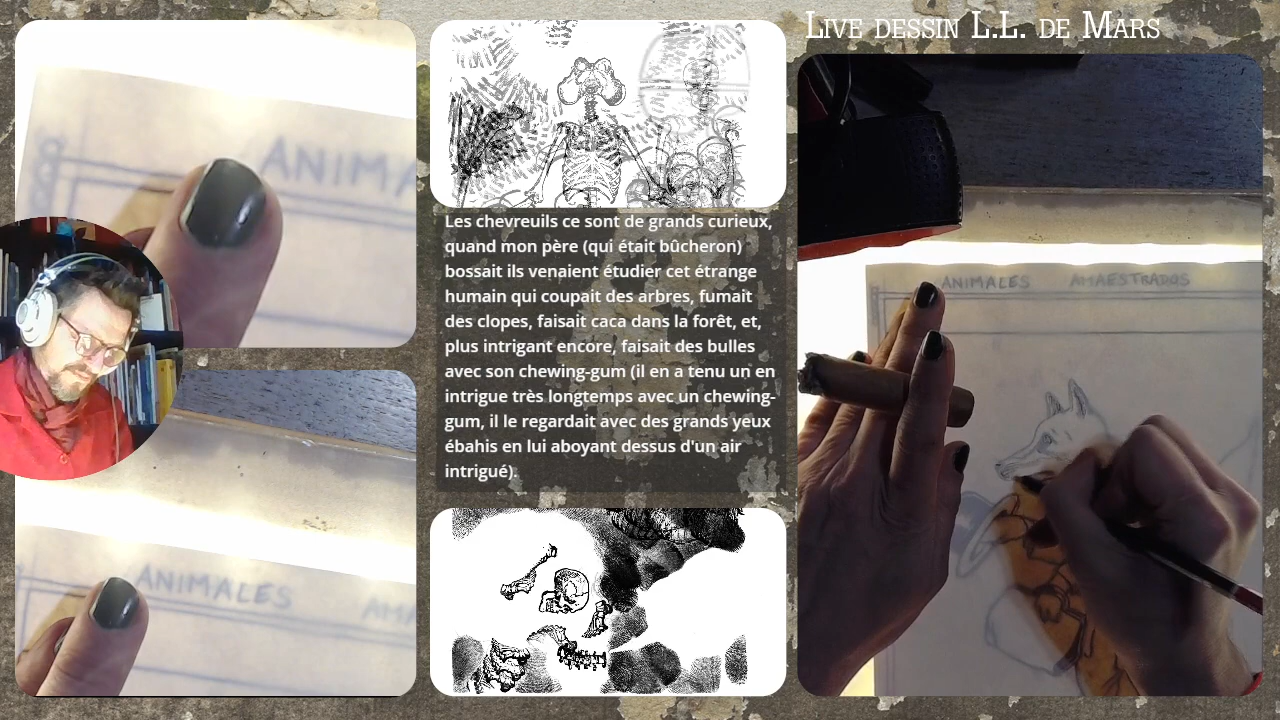 Live dessin L.L. de Mars
ANIMA
Les chevreuils ce sont de grands curieux,
quand mon père (qui était bûcheron)
bossait ils venaient étudier cet étrange
humain qui coupait des arbres, fumait
des clopes, faisait caca dans la forêt, et,
plus intrigant encore, faisait des bulles
avec son chewing-gum (il en a tenu un en
intrigue très longtemps avec un chewing-
gum, il le regardait avec des grands yeux
ébahis en lui aboyant dessus d'un air
intrigué).
ANIMALES AMA
ANIMALES AMAESTRADOS